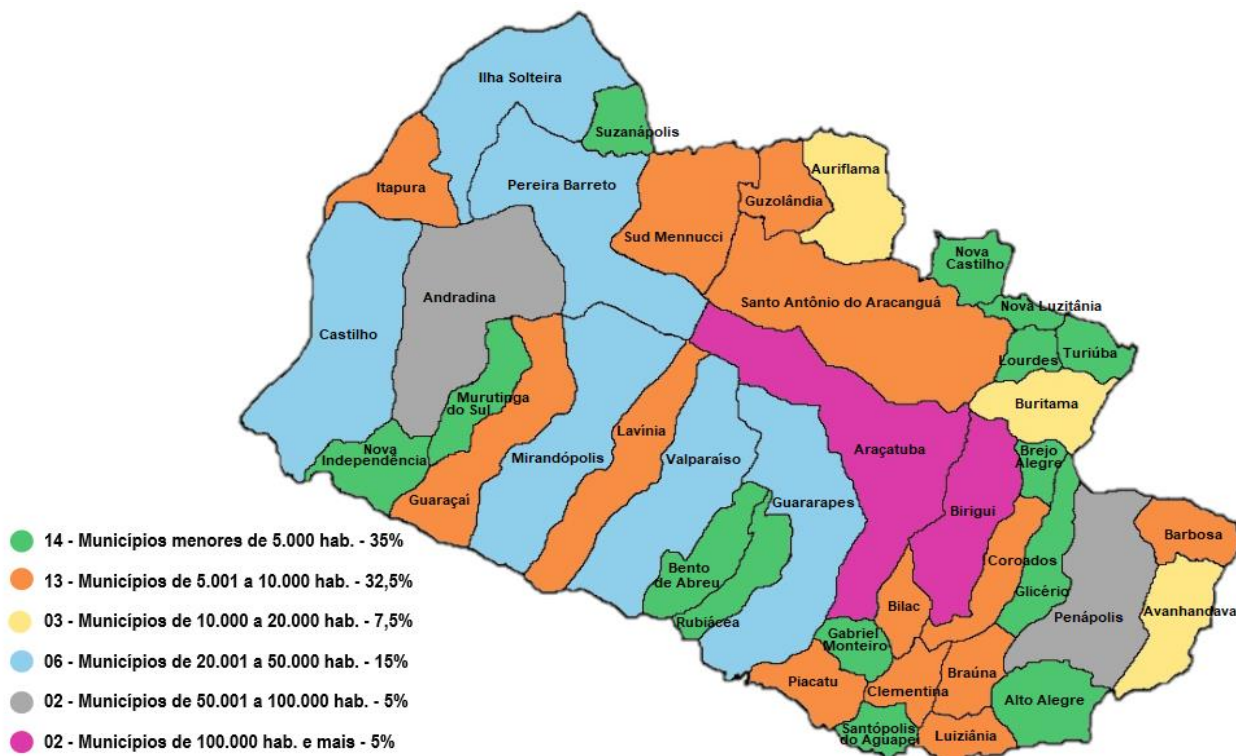 Ilha Solteira
Suzanápolis
Auriflama
Itapura
Pereira Barreto
Guzolândia
Sud Mennucci
Nova
Castilho
Andradina
Santo Antônio do Aracanguá
Nova Luzitânia
Castilho
Lourdes
Turiúba
Murutinga
do Sul
Buritama
Lavínia
Nova
Independência
Mirandópolis
Valparaíso
Araçatuba
Brejo
Alegre
Guaraçaí
Guararapes
Birigui
Barbosa
Coroados
Bento
de Abreu
Glicério
Bilac
Penápolis
Avanhandava
Rubiácea
Gabriel
Monteiro
Piacatu
Clementina
Braúna
Alto Alegre
Santópolis
do Aguapei
Luiziânia
14 - Municípios menores de 5.000 hab. - 35%
13 - Municípios de 5.001 a 10.000 hab. - 32,5%
03 - Municípios de 10.000 a 20.000 hab. - 7,5%
06 - Municípios de 20.001 a 50.000 hab. - 15%
02 - Municípios de 50.001 a 100.000 hab. - 5%
02 - Municípios de 100.000 hab. e mais - 5%